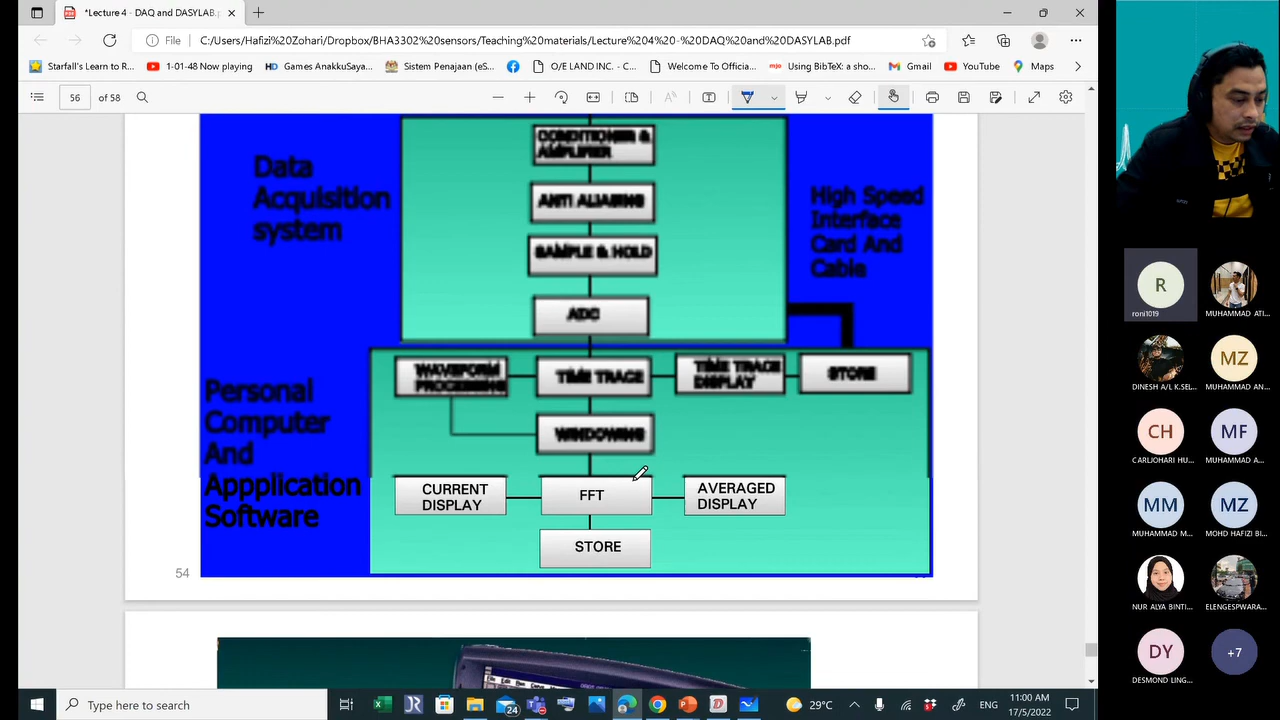 *Lecture 4 - DAQ and DASYLAB.p
File
C:/Users/Hafizi%20Zohari/Dropbox/BHA3302%20sensors/Teaching%20materials/Lecture%204%20-%20DAQ%20and%20DASYLAB.pdf
Starfall's Learn to R...
1-01-48 Now playing
HD Games AnakkuSaya...
Sistem Penajaan (eS...
O/E LAND INC. - C...
Welcome To Officia...
mjo Using BibTeX: a sho...
Gmail
YouTube
Maps
56 of 58
Data
Acquisition
system
CONDITIONER &
AMPLIFIER
ANTI ALIASING
SAMPLE & HOLD
ADC
High Speed
Interface
Card And
Cable
Personal
Computer
And
Appplication
Software
WAVEFORM
PROCESSING
TIME TRACE
TIME TRACE
DISPLAY
STORE
WINDOWING
CURRENT
DISPLAY
FFT
AVERAGED
DISPLAY
STORE
54
R
roni1019
MUHAMMAD ATI...
DINESH A/L K.SEL...
MZ
MUHAMMAD AN...
CH
CARLJOHARI HU...
MF
MUHAMMAD A...
MM
MUHAMMAD M...
MZ
MOHD HAFIZI BI...
NUR ALYA BINTI...
ELENGESPWARA...
DY
DESMOND LING...
+7
Type here to search
24
29°C
ENG
11:00 AM
17/5/2022